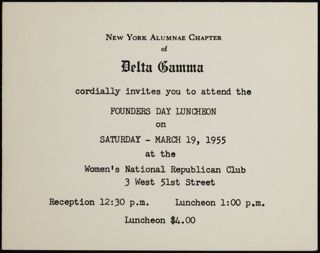 New York Alumnae Chapter
of
Delta Gamma
cordially invites you to attend the
FOUNDERS DAY LUNCHEON
on
SATURDAY - MARCH 19, 1955
at the
Women's National Republican Club
3 West 51st Street
Reception 12:30 p.m. Luncheon 1:00 p.m.
Luncheon $4.00